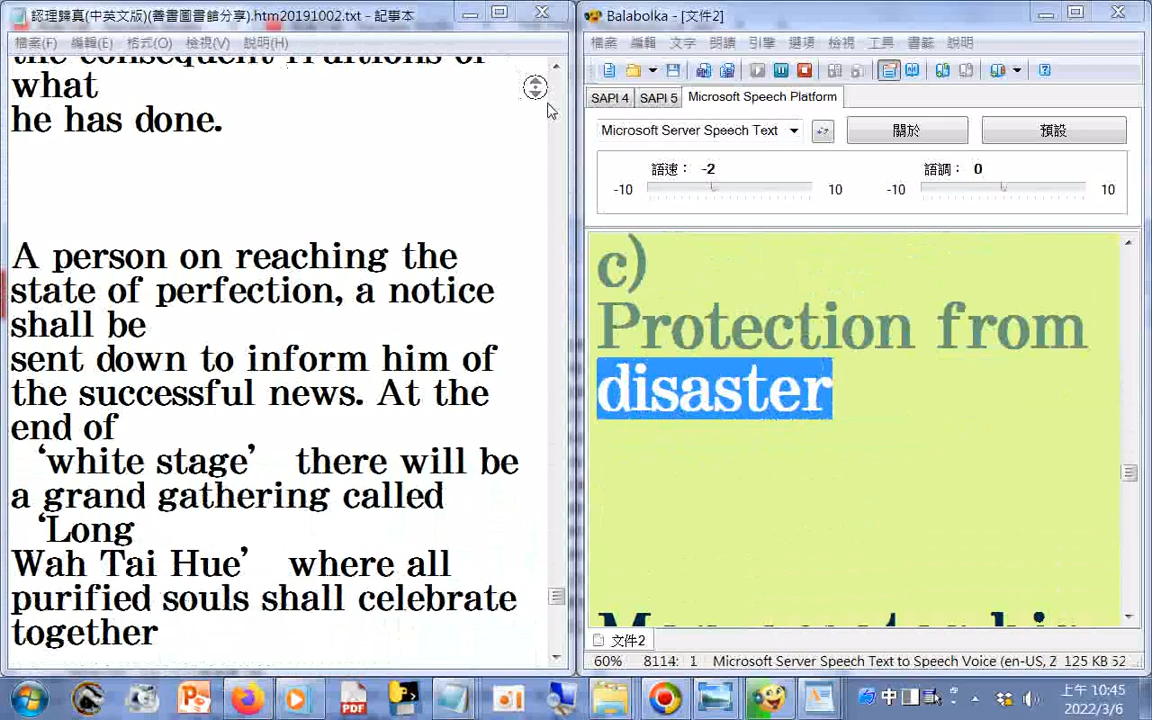 認理歸真(中英文版)(善書圖書館分享).htm20191002.txt - 記事本
檔案(F) 編輯(E) 格式(O) 檢視(V) 說明(H)
the consequent fruitions of
what
he has done.
A person on reaching the
state of perfection, a notice
shall be
sent down to inform him of
the successful news. At the
end of
‘white stage’ there will be
a grand gathering called
‘Long
Wah Tai Hue’ where all
purified souls shall celebrate
together
Balabolka - [文件2]
檔案 編輯 文字 朗讀 引擎 選項 檢視 工具 書籤 說明
SAPI 4 SAPI 5 Microsoft Speech Platform
Microsoft Server Speech Text 關於 預設
語速： -2 語調： 0
-10 10 -10 10
c)
Protection from
disaster
文件2
60% 8114: 1 Microsoft Server Speech Text to Speech Voice (en-US, Z 125 KB 52
中
上午 10:45
2022/3/6